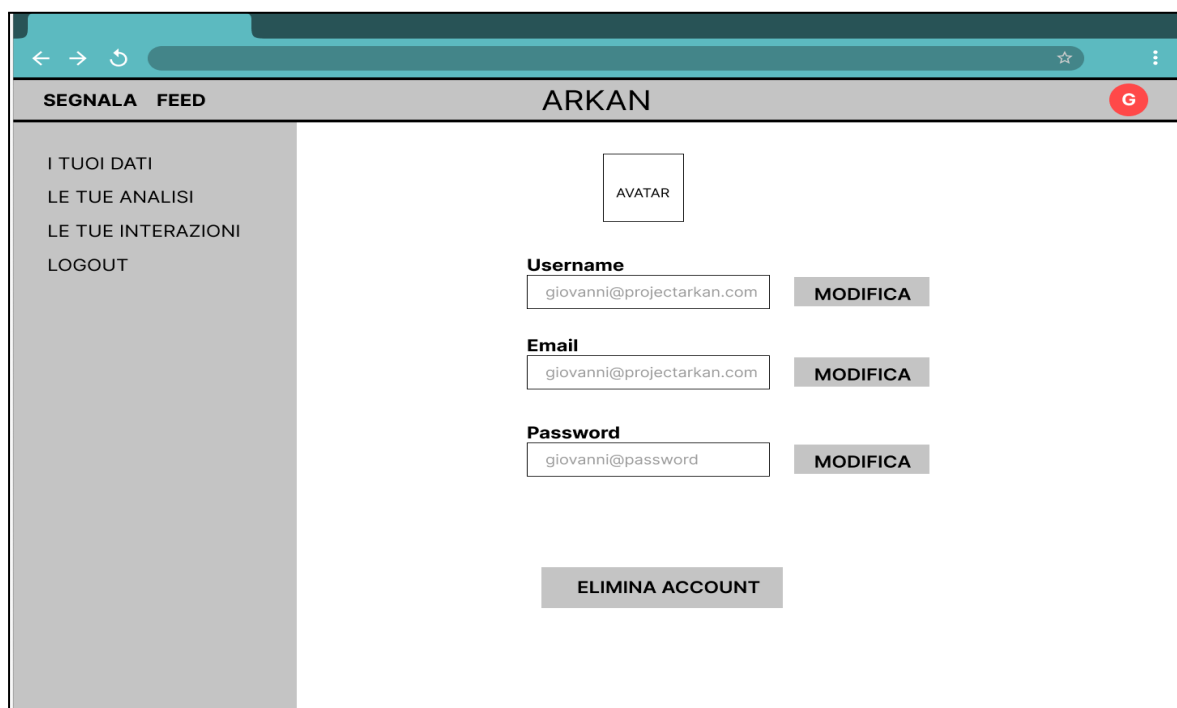 SEGNALA FEED ARKAN G
I TUOI DATI
LE TUE ANALISI
LE TUE INTERAZIONI
LOGOUT
AVATAR
Username
giovanni@projectarkan.com MODIFICA
Email
giovanni@projectarkan.com MODIFICA
Password
giovanni@password MODIFICA
ELIMINA ACCOUNT